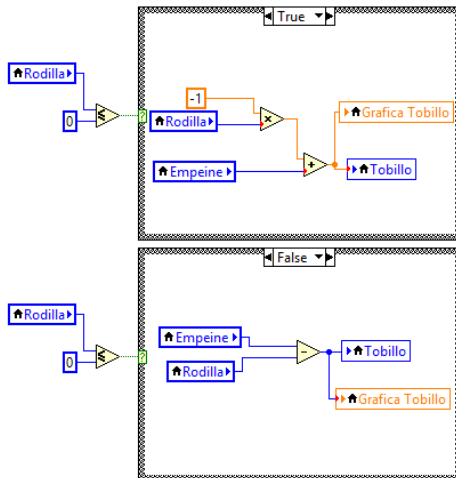 True
Rodilla
-1
Grafica Tobillo
0
≤
?
Rodilla
×
Empeine
+
Tobillo
False
Rodilla
Empeine
0
≤
?
Rodilla
−
Tobillo
Grafica Tobillo